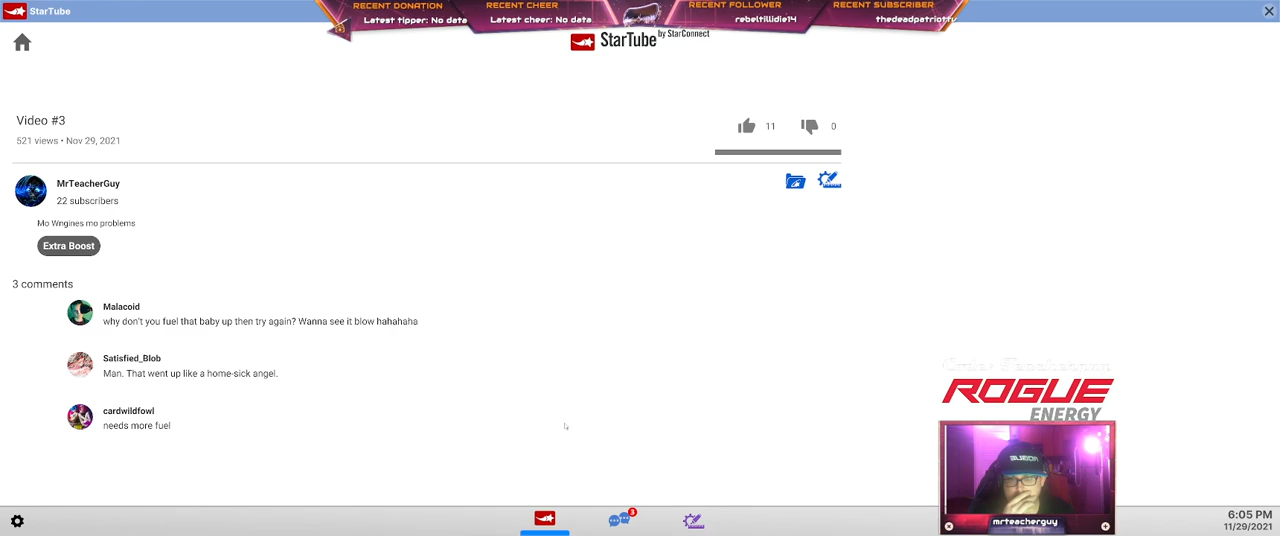 StarTube
RECENT DONATION
Latest tipper: No data
RECENT CHEER
Latest cheer: No data
RECENT FOLLOWER
rebeltillidie14
RECENT SUBSCRIBER
thedeadpatriottv
StarTube by StarConnect
Video #3
521 views • Nov 29, 2021
11
0
MrTeacherGuy
22 subscribers
Mo Wngines mo problems
Extra Boost
3 comments
Malacoid
why don't you fuel that baby up then try again? Wanna see it blow hahahaha
Satisfied_Blob
Man. That went up like a home-sick angel.
cardwildfowl
needs more fuel
ROGUE
ENERGY
mrteacherguy
3
6:05 PM
11/29/2021